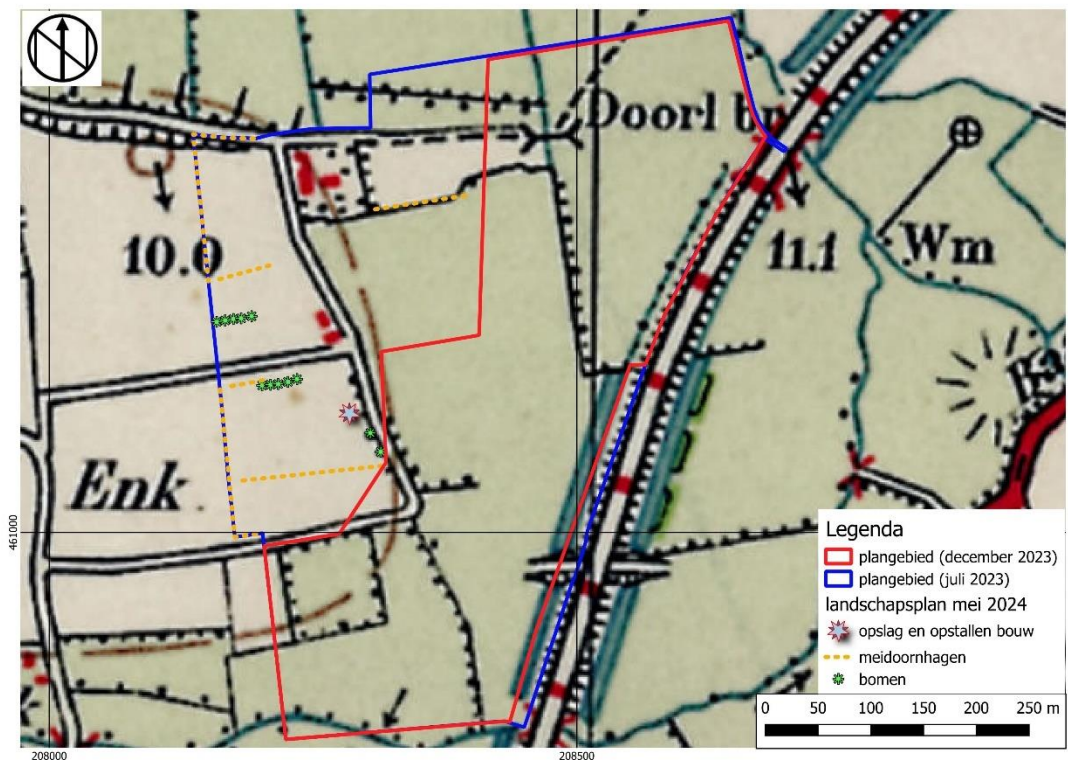 Doorl br
10.0
11.1
Wm
Enk
461000
Legenda
plangebied (december 2023)
plangebied (juli 2023)
landschapsplan mei 2024
opslag en opstallen bouw
meidoornhagen
bomen
0 50 100 150 200 250 m
208000 208500